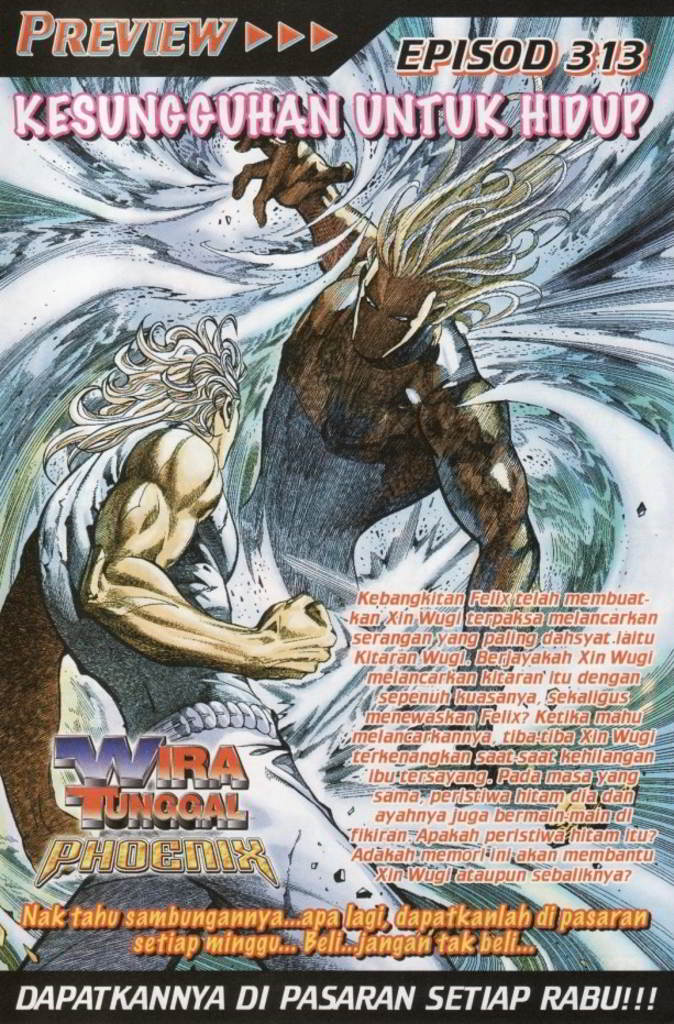 PREVIEW
EPISOD 313
KESUNGGUHAN UNTUK HIDUP
Kebangkitan Felix telah membuat-
kan Xin Wugi terpaksa melancarkan
serangan yang paling dahsyat iaitu
Kitaran Wugi. Berjayakah Xin Wugi
melancarkan kitaran itu dengan
sepenuh kuasanya, sekaligus
menewaskan Felix? Ketika mahu
melancarkannya, tiba-tiba Xin Wugi
terkenangkan saat-saat kehilangan
ibu tersayang. Pada masa yang
sama, peristiwa hitam dia dan
ayahnya juga bermain-main di
fikiran. Apakah peristiwa hitam itu?
Adakah memori ini akan membantu
Xin Wugi ataupun sebaliknya?
WIRA
TUNGGAL
PHOENIX
Nak tahu sambungannya...apa lagi, dapatkanlah di pasaran
setiap minggu... Beli...jangan tak beli...
DAPATKANNYA DI PASARAN SETIAP RABU!!!